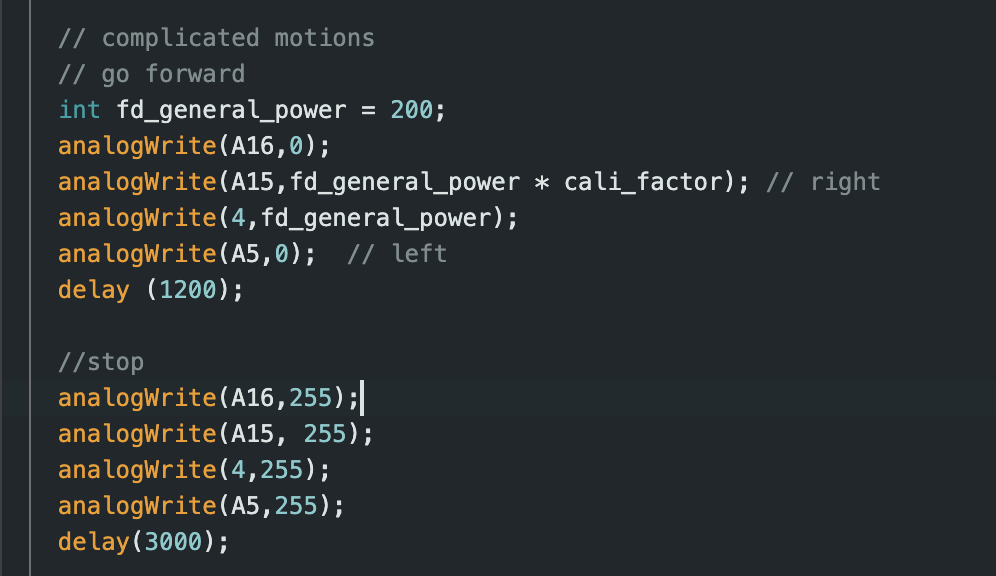 // complicated motions
// go forward
int fd_general_power = 200;
analogWrite(A16,0);
analogWrite(A15,fd_general_power * cali_factor); // right
analogWrite(4,fd_general_power);
analogWrite(A5,0);  // left
delay (1200);
//stop
analogWrite(A16,255);
analogWrite(A15, 255);
analogWrite(4,255);
analogWrite(A5,255);
delay(3000);